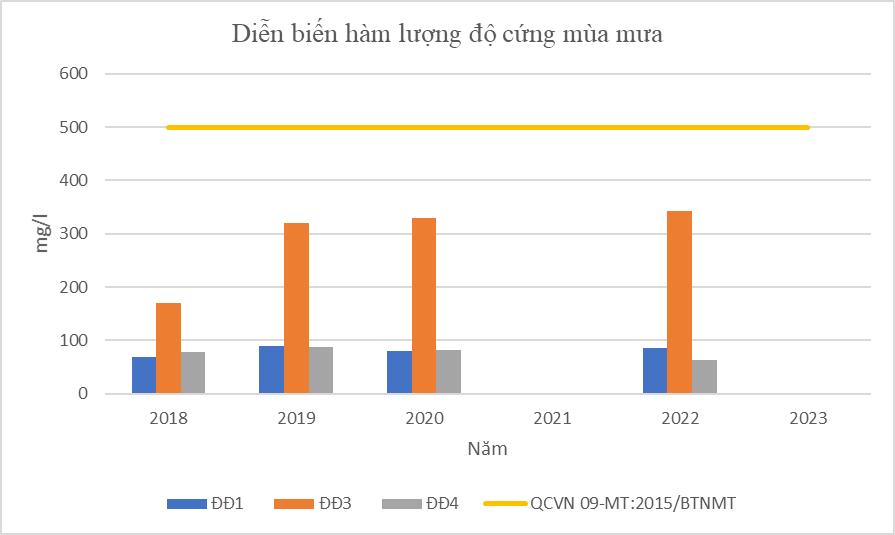 Diễn biến hàm lượng độ cứng mùa mưa
600
500
400
300
200
100
0
mg/l
2018 2019 2020 2021 2022 2023
Năm
ĐĐ1 ĐĐ3 ĐĐ4 QCVN 09-MT:2015/BTNMT